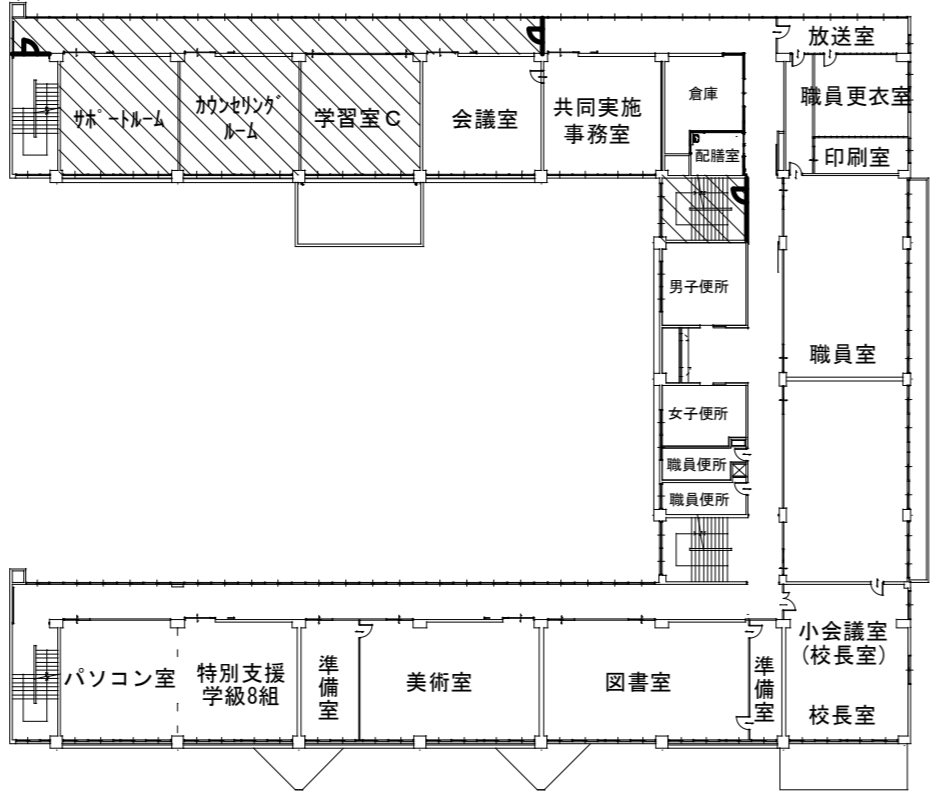 放送室
職員更衣室
倉庫
サポートルーム
カウンセリング
ルーム
学習室C
会議室
共同実施
事務室
配膳室
印刷室
男子便所
職員室
女子便所
職員便所
職員便所
パソコン室
特別支援
学級8組
準備室
美術室
図書室
準備室
小会議室
(校長室)
校長室